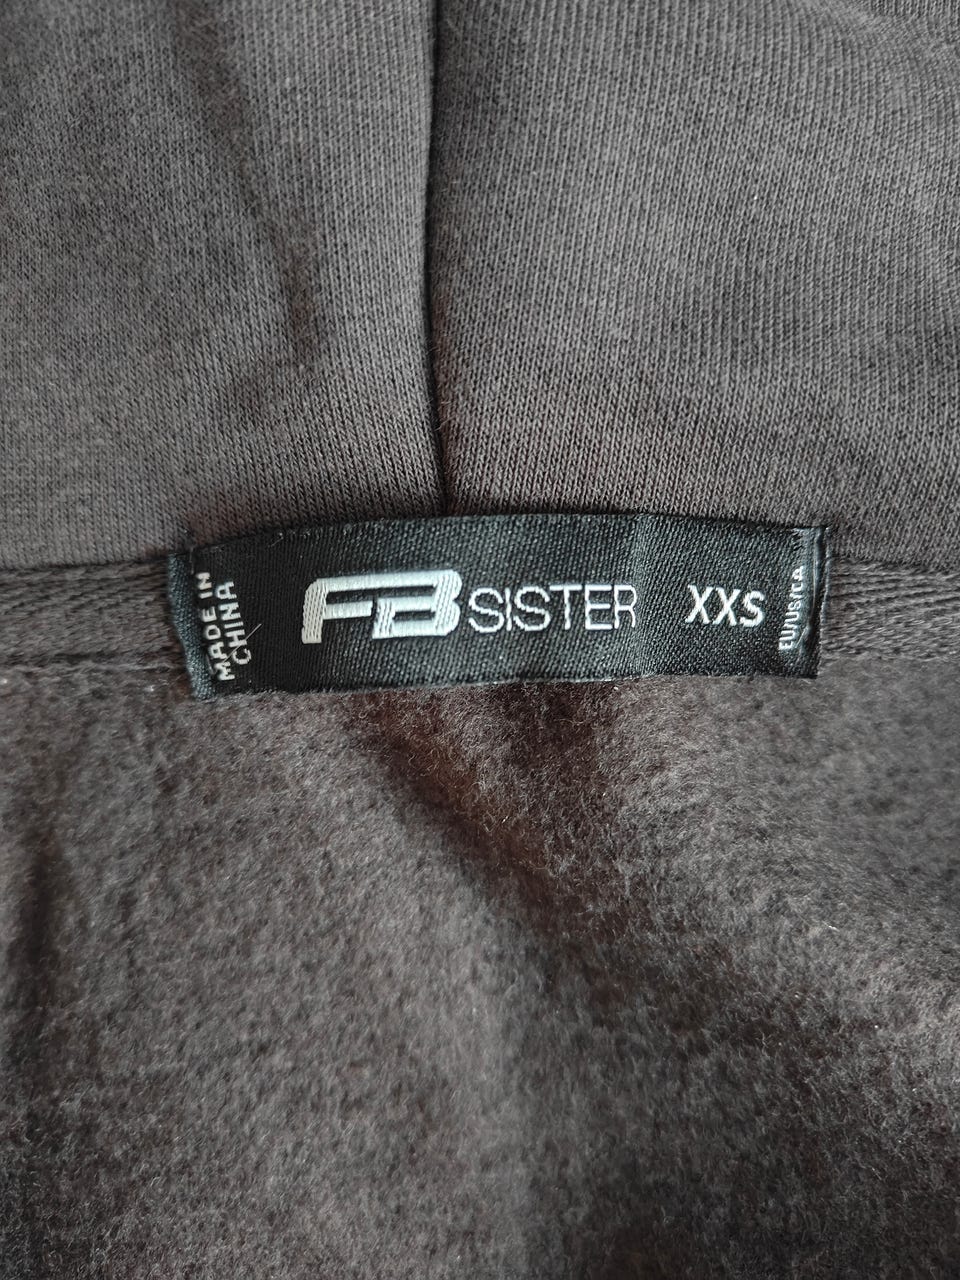 MADE IN
CHINA
FB SISTER XXS
EU/US/CA